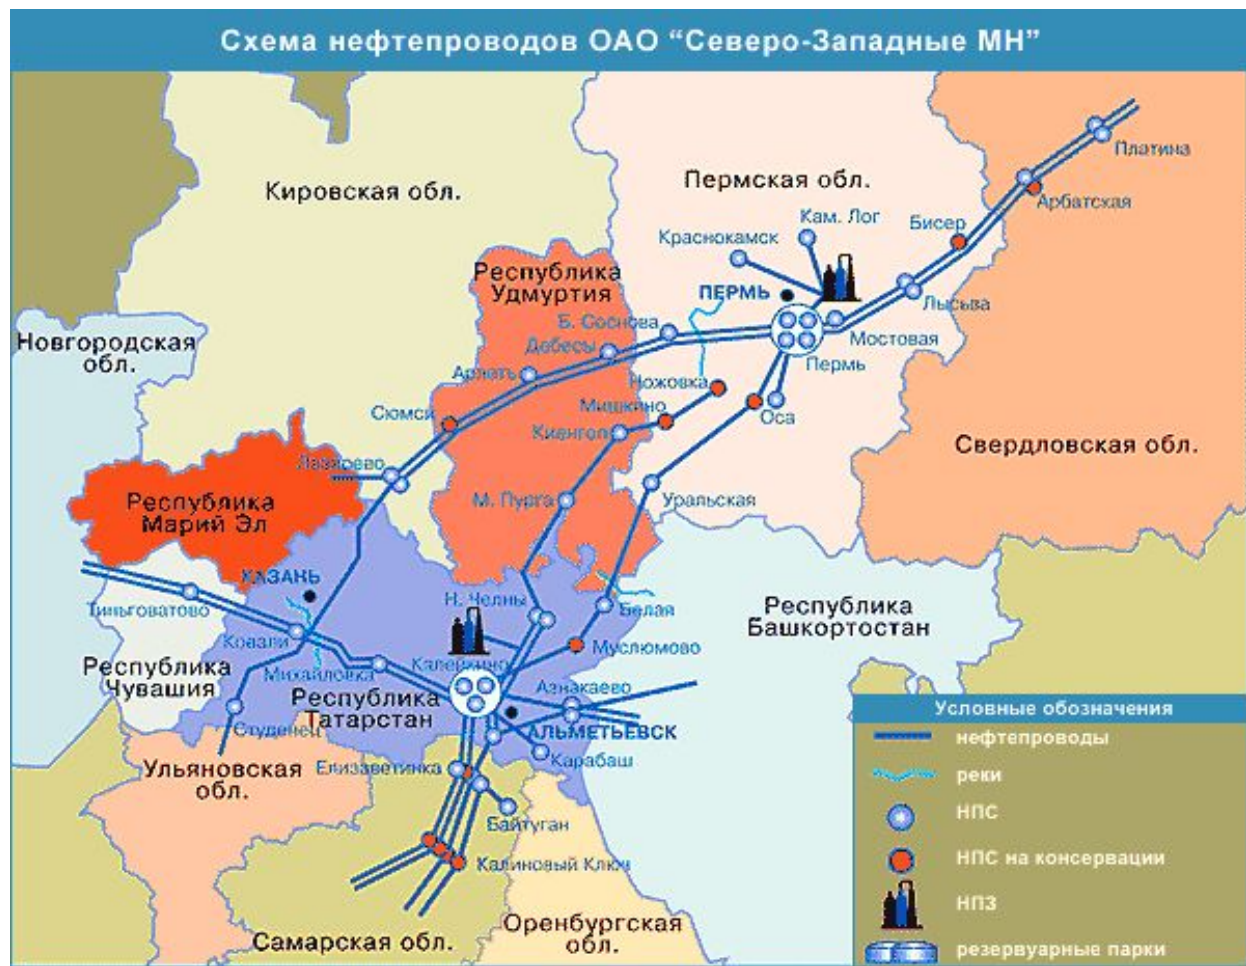 Схема нефтепроводов ОАО “Северо-Западные МН”
Платина
Кировская обл.
Пермская обл.
Арбатская
Кам. Лог
Бисер
Краснокамск
Республика
Удмуртия
ПЕРМЬ
Лысьва
Новгородская
обл.
Б. Соснова
Дебесы
Мостовая
Пермь
Арлеть
Ножовка
Мишкино
Сюмси
Киенгоп
Оса
Свердловская обл.
Лазарево
Республика
Марий Эл
М. Пурга
Уральская
КАЗАНЬ
Тиньговатово
Н. Челны
Белая
Республика
Башкортостан
Ковали
Муслюмово
Республика
Чувашия
Михайловка
Калейкино
Республика
Татарстан
Азнакаево
Студенец
АЛЬМЕТЬЕВСК
Карабаш
Ульяновская
обл.
Елизаветинка
Байтуган
Калиновый Ключ
Самарская обл.
Оренбургская
обл.
Условные обозначения
нефтепроводы
реки
НПС
НПС на консервации
НПЗ
резервуарные парки